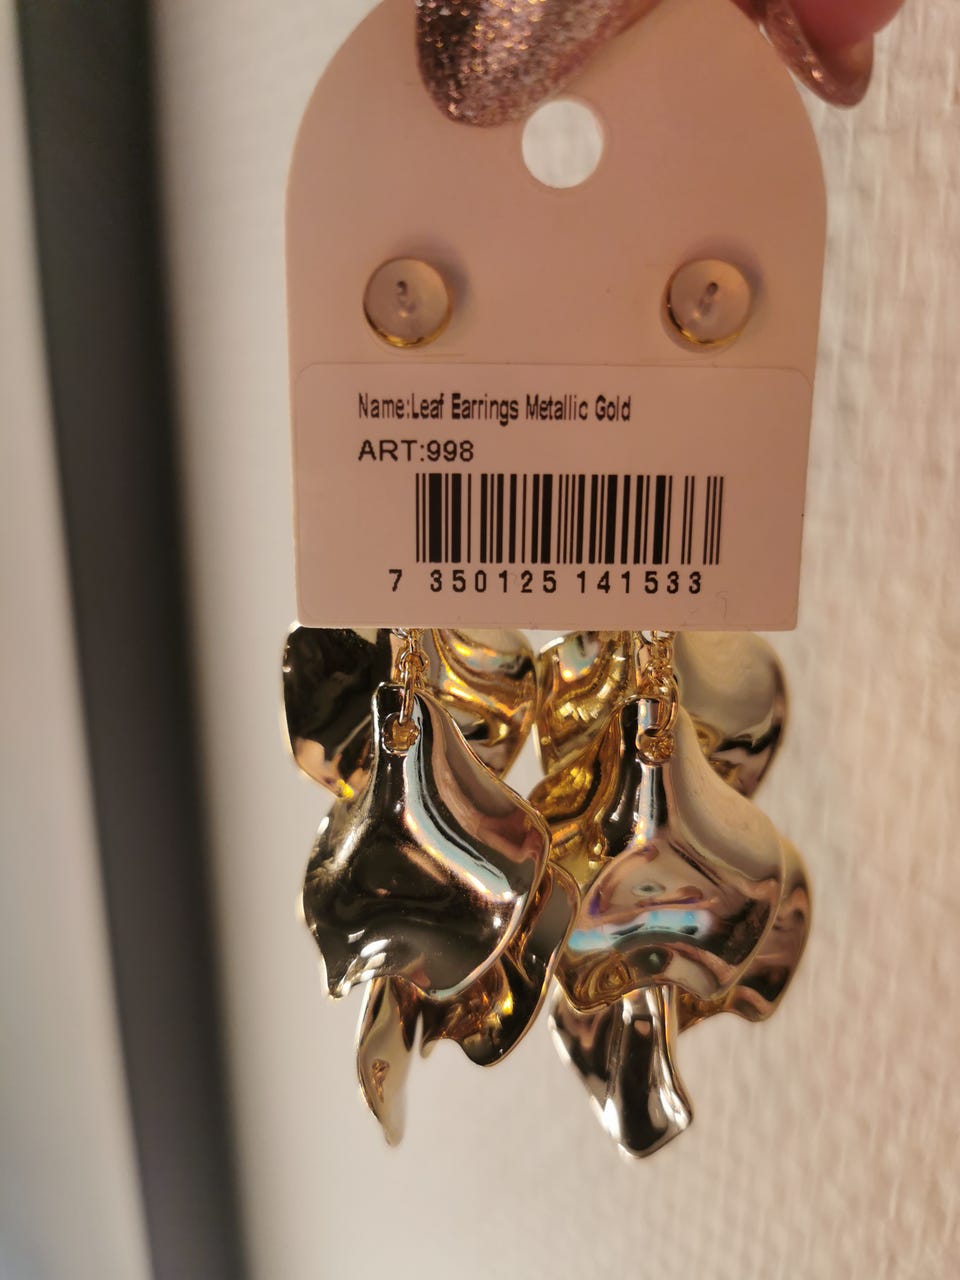 Name:Leaf Earrings Metallic Gold
ART:998
7 350125 141533